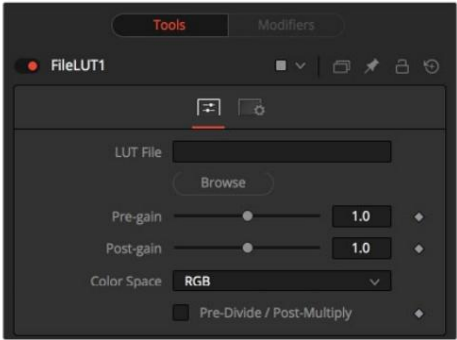 Tools Modifiers
FileLUT1
LUT File
Browse
Pre-gain 1.0
Post-gain 1.0
Color Space RGB
Pre-Divide / Post-Multiply